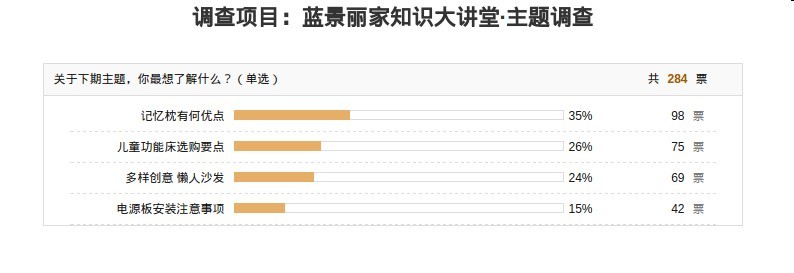 调查项目：蓝景丽家知识大讲堂·主题调查
关于下期主题，你最想了解什么？（单选） 共 284 票
记忆枕有何优点 35% 98 票
儿童功能床选购要点 26% 75 票
多样创意 懒人沙发 24% 69 票
电源板安装注意事项 15% 42 票